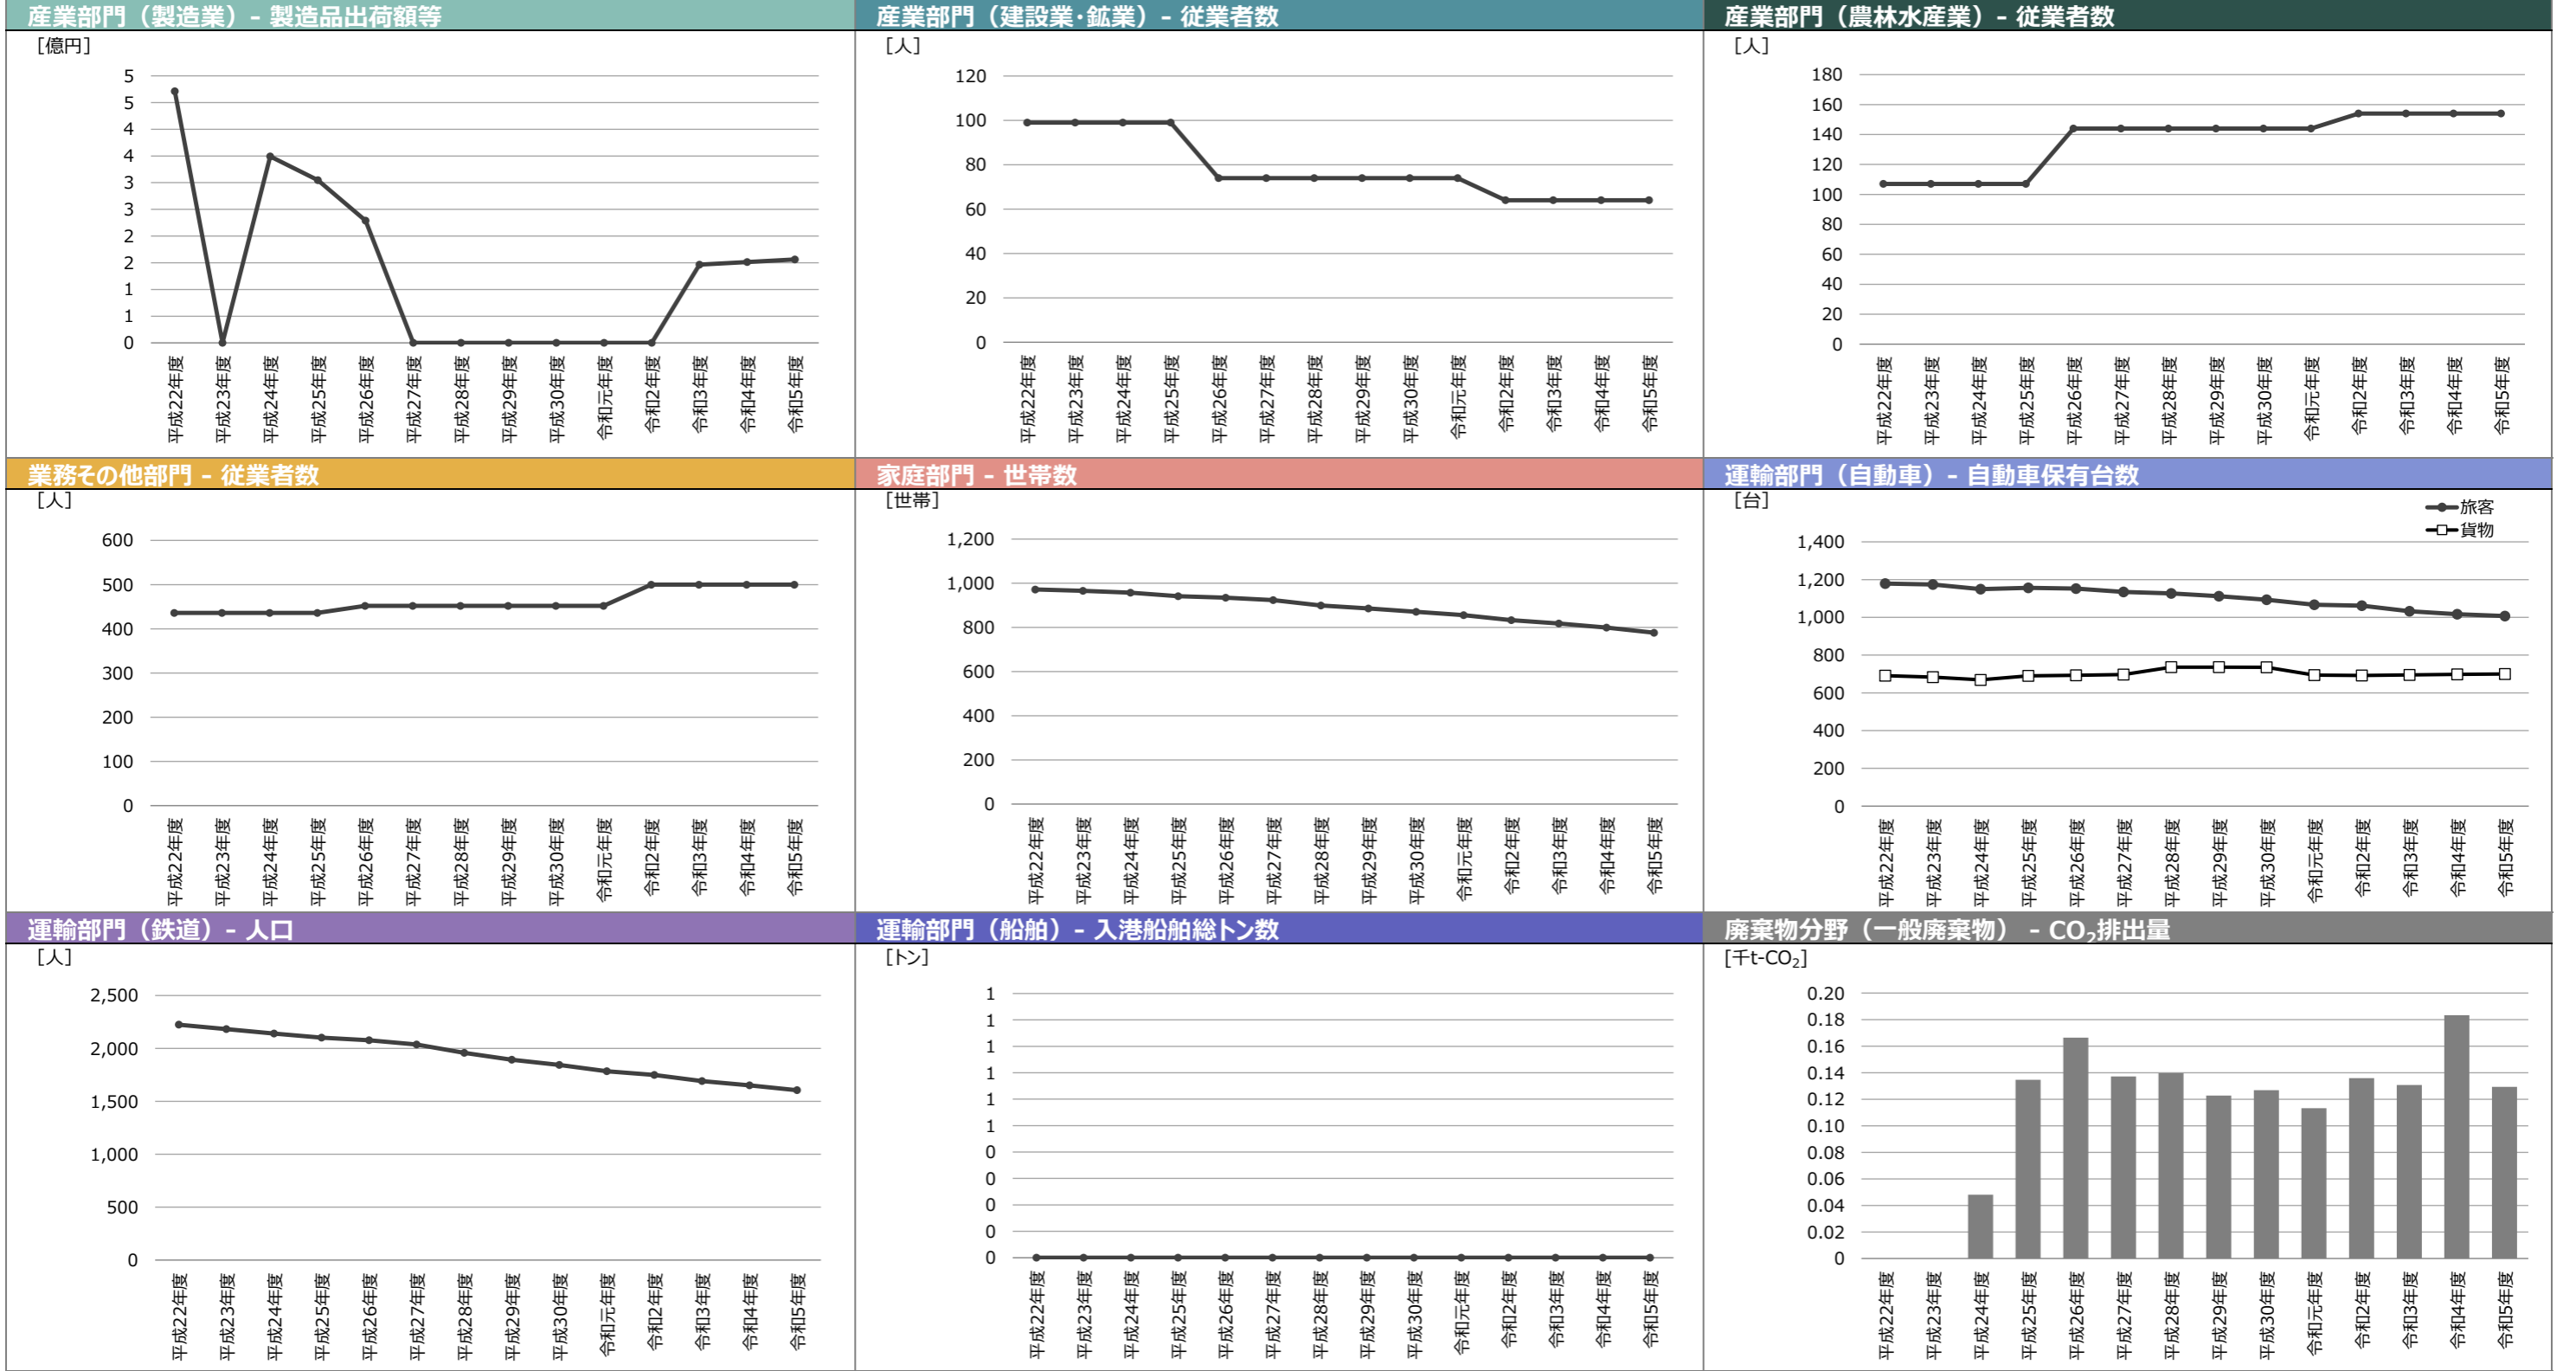 産業部門（製造業）- 製造品出荷額等
[億円]
5
5
4
4
3
3
2
2
1
1
0
平成22年度
平成23年度
平成24年度
平成25年度
平成26年度
平成27年度
平成28年度
平成29年度
平成30年度
令和元年度
令和2年度
令和3年度
令和4年度
令和5年度
産業部門（建設業･鉱業）- 従業者数
[人]
120
100
80
60
40
20
0
平成22年度
平成23年度
平成24年度
平成25年度
平成26年度
平成27年度
平成28年度
平成29年度
平成30年度
令和元年度
令和2年度
令和3年度
令和4年度
令和5年度
産業部門（農林水産業）- 従業者数
[人]
180
160
140
120
100
80
60
40
20
0
平成22年度
平成23年度
平成24年度
平成25年度
平成26年度
平成27年度
平成28年度
平成29年度
平成30年度
令和元年度
令和2年度
令和3年度
令和4年度
令和5年度
業務その他部門 - 従業者数
[人]
600
500
400
300
200
100
0
平成22年度
平成23年度
平成24年度
平成25年度
平成26年度
平成27年度
平成28年度
平成29年度
平成30年度
令和元年度
令和2年度
令和3年度
令和4年度
令和5年度
家庭部門 - 世帯数
[世帯]
1,200
1,000
800
600
400
200
0
平成22年度
平成23年度
平成24年度
平成25年度
平成26年度
平成27年度
平成28年度
平成29年度
平成30年度
令和元年度
令和2年度
令和3年度
令和4年度
令和5年度
運輸部門（自動車）- 自動車保有台数
[台]
旅客
貨物
1,400
1,200
1,000
800
600
400
200
0
平成22年度
平成23年度
平成24年度
平成25年度
平成26年度
平成27年度
平成28年度
平成29年度
平成30年度
令和元年度
令和2年度
令和3年度
令和4年度
令和5年度
運輸部門（鉄道）- 人口
[人]
2,500
2,000
1,500
1,000
500
0
平成22年度
平成23年度
平成24年度
平成25年度
平成26年度
平成27年度
平成28年度
平成29年度
平成30年度
令和元年度
令和2年度
令和3年度
令和4年度
令和5年度
運輸部門（船舶）- 入港船舶総トン数
[トン]
1
1
1
1
1
1
0
0
0
0
0
平成22年度
平成23年度
平成24年度
平成25年度
平成26年度
平成27年度
平成28年度
平成29年度
平成30年度
令和元年度
令和2年度
令和3年度
令和4年度
令和5年度
廃棄物分野（一般廃棄物） - CO₂排出量
[千t-CO₂]
0.20
0.18
0.16
0.14
0.12
0.10
0.08
0.06
0.04
0.02
0
平成22年度
平成23年度
平成24年度
平成25年度
平成26年度
平成27年度
平成28年度
平成29年度
平成30年度
令和元年度
令和2年度
令和3年度
令和4年度
令和5年度